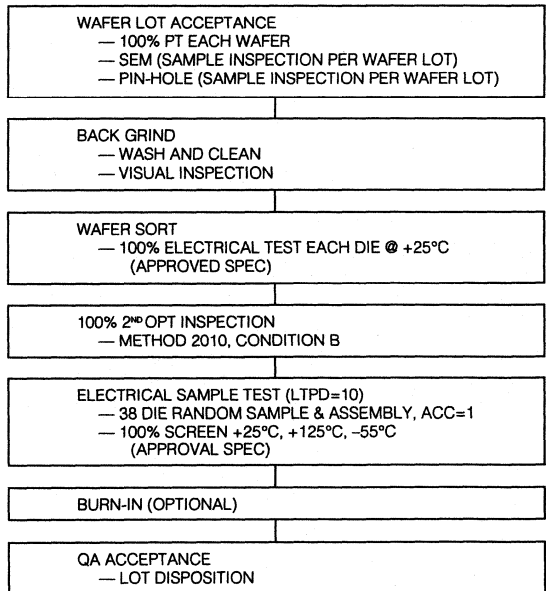 WAFER LOT ACCEPTANCE
— 100% PT EACH WAFER
— SEM (SAMPLE INSPECTION PER WAFER LOT)
— PIN-HOLE (SAMPLE INSPECTION PER WAFER LOT)
BACK GRIND
— WASH AND CLEAN
— VISUAL INSPECTION
WAFER SORT
— 100% ELECTRICAL TEST EACH DIE @ +25°C
(APPROVED SPEC)
100% 2ND OPT INSPECTION
— METHOD 2010, CONDITION B
ELECTRICAL SAMPLE TEST (LTPD=10)
— 38 DIE RANDOM SAMPLE & ASSEMBLY, ACC=1
— 100% SCREEN +25°C, +125°C, –55°C
(APPROVAL SPEC)
BURN-IN (OPTIONAL)
QA ACCEPTANCE
— LOT DISPOSITION